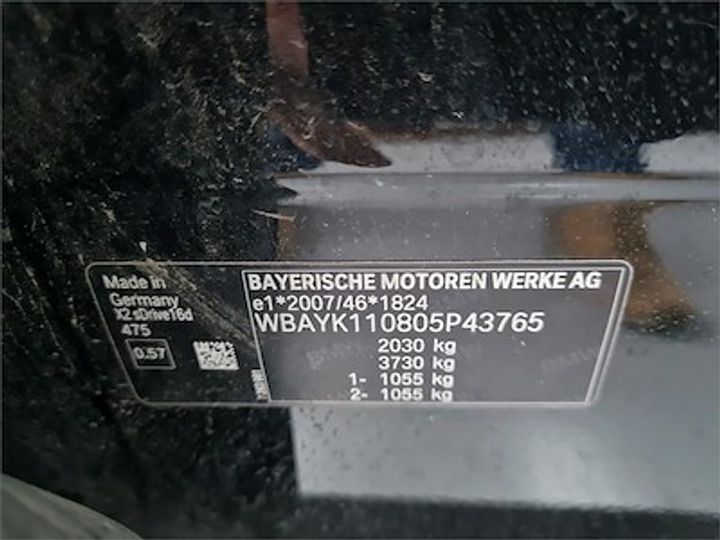 Made in
Germany
X2 sDrive16d
475
0.57
BAYERISCHE MOTOREN WERKE AG
e1*2007/46*1824
WBAYK110805P43765
2030 kg
3730 kg
1- 1055 kg
2- 1055 kg